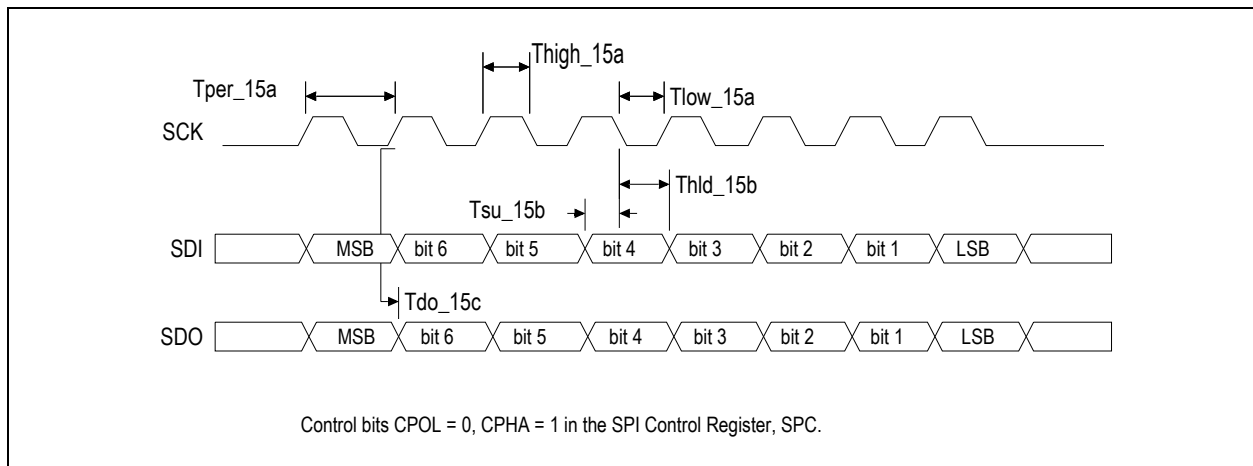 Thigh_15a
Tper_15a
Tlow_15a
SCK
Thld_15b
Tsu_15b
SDI MSB bit 6 bit 5 bit 4 bit 3 bit 2 bit 1 LSB
Tdo_15c
SDO MSB bit 6 bit 5 bit 4 bit 3 bit 2 bit 1 LSB
Control bits CPOL = 0, CPHA = 1 in the SPI Control Register, SPC.